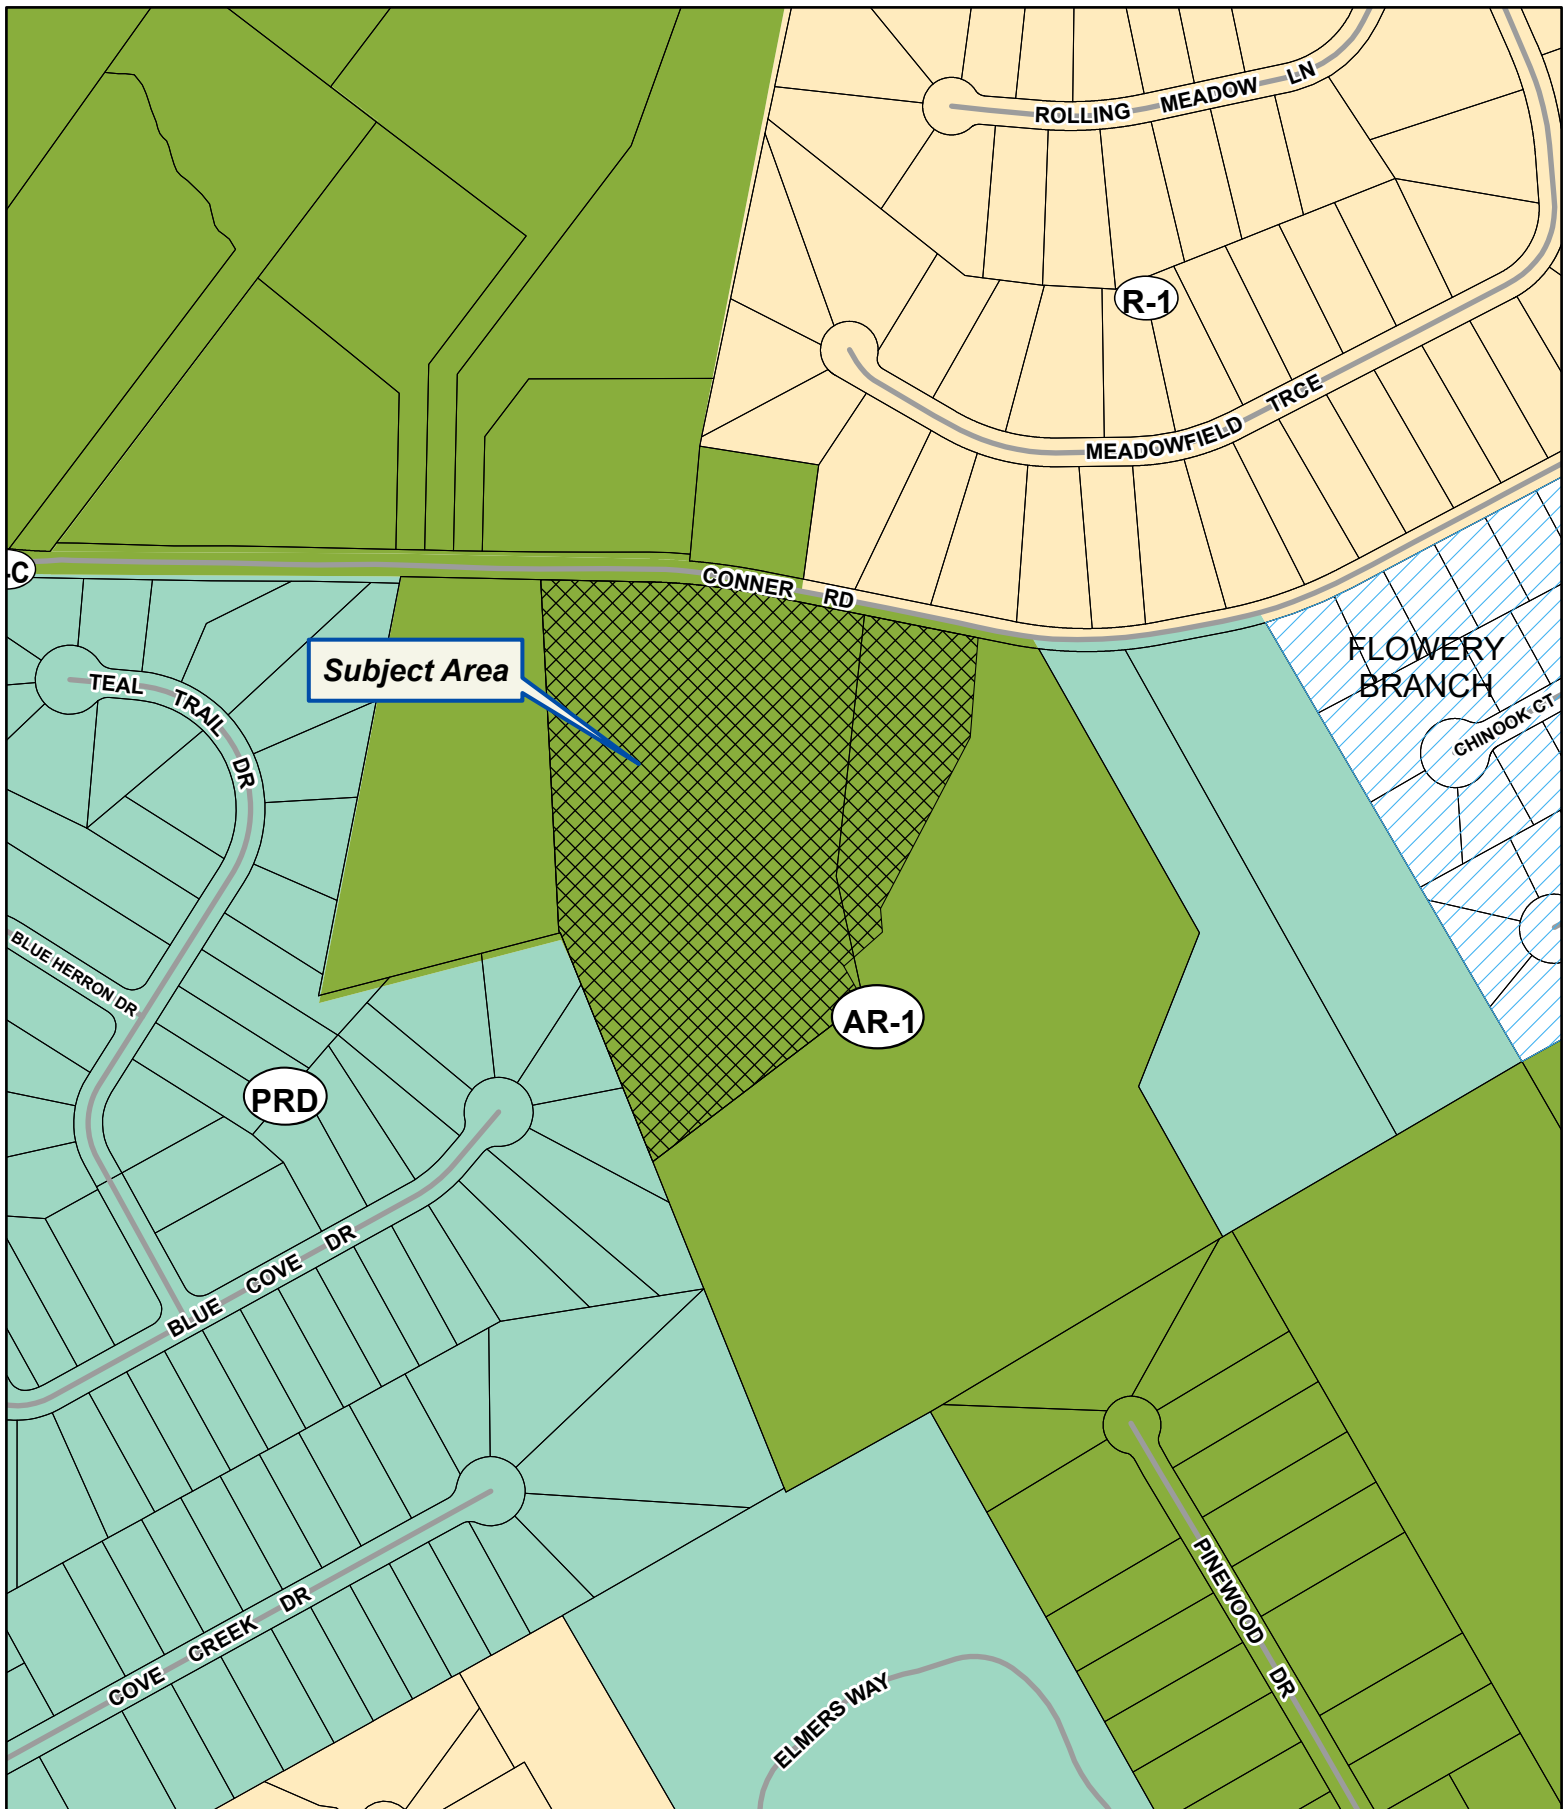 ROLLING MEADOW LN
R-1
MEADOWFIELD TRCE
-C
CONNER RD
Subject Area
FLOWERY
BRANCH
CHINOOK CT
TEAL TRAIL DR
BLUE HERRON DR
AR-1
PRD
BLUE COVE DR
PINEWOOD DR
COVE CREEK DR
ELMERS WAY